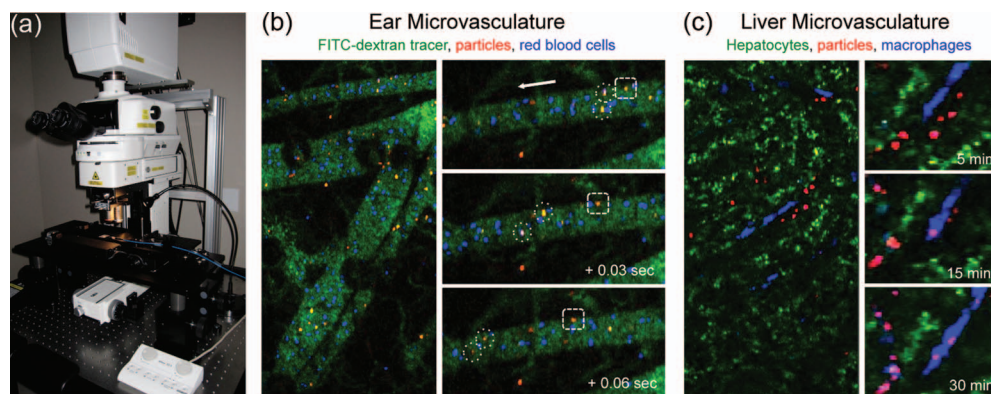 (a)
(b)
Ear Microvasculature
FITC-dextran tracer, particles, red blood cells
+ 0.03 sec
+ 0.06 sec
(c)
Liver Microvasculature
Hepatocytes, particles, macrophages
5 min
15 min
30 min